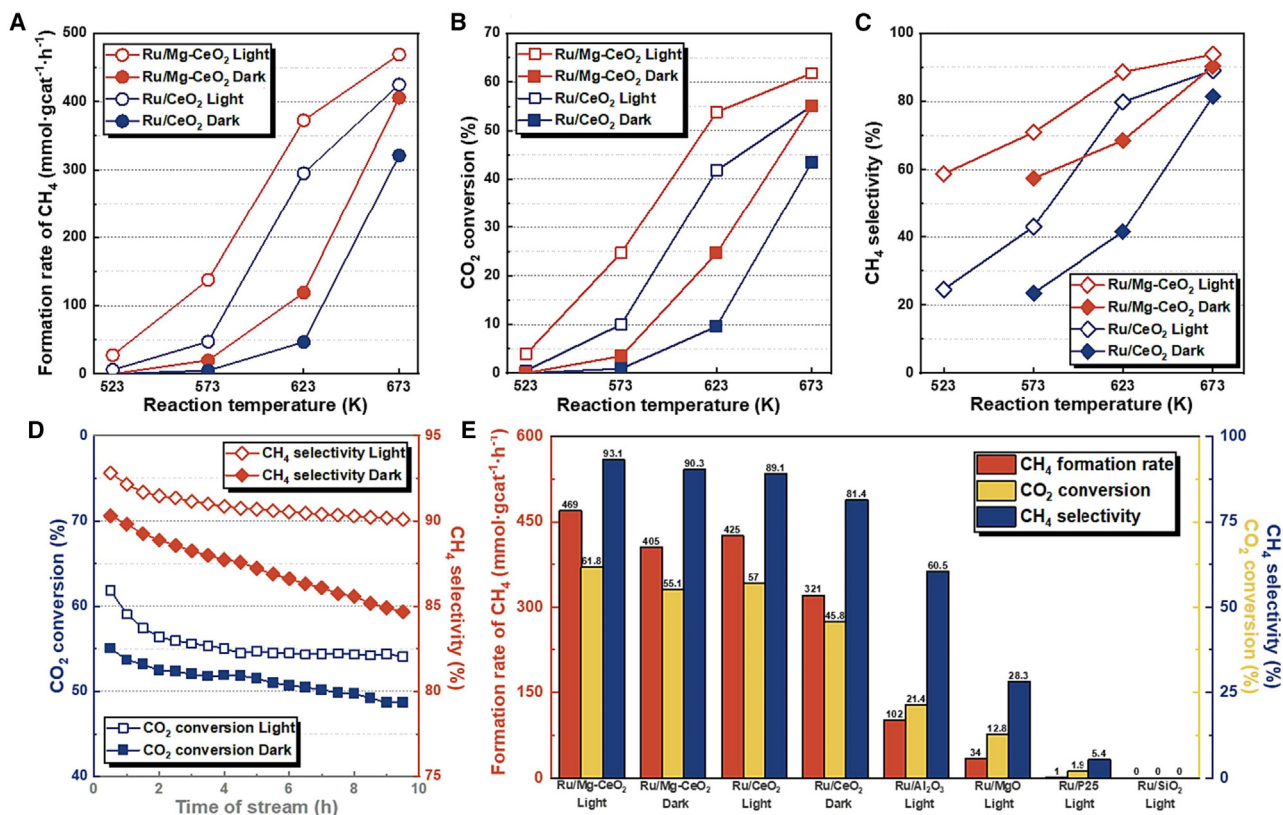 A
Formation rate of CH₄ (mmol·gcat⁻¹·h⁻¹)
500
400
300
200
100
0
Ru/Mg-CeO₂ Light
Ru/Mg-CeO₂ Dark
Ru/CeO₂ Light
Ru/CeO₂ Dark
523 573 623 673
Reaction temperature (K)
B
CO₂ conversion (%)
70
60
50
40
30
20
10
0
Ru/Mg-CeO₂ Light
Ru/Mg-CeO₂ Dark
Ru/CeO₂ Light
Ru/CeO₂ Dark
523 573 623 673
Reaction temperature (K)
C
CH₄ selectivity (%)
100
80
60
40
20
0
Ru/Mg-CeO₂ Light
Ru/Mg-CeO₂ Dark
Ru/CeO₂ Light
Ru/CeO₂ Dark
523 573 623 673
Reaction temperature (K)
D
CO₂ conversion (%)
0
70
60
50
40
CH₄ selectivity Light
CH₄ selectivity Dark
CO₂ conversion Light
CO₂ conversion Dark
95
90
85
80
75
CH₄ selectivity (%)
0 2 4 6 8 10
Time of stream (h)
E
Formation rate of CH₄ (mmol·gcat⁻¹·h⁻¹)
600
450
300
150
0
CH₄ formation rate
CO₂ conversion
CH₄ selectivity
469 61.8 93.1
405 55.1 90.3
425 57 89.1
321 45.8 81.4
102 21.4 60.5
34 12.8 28.3
1 1.9 5.4
0 0 0
100
75
50
25
0
CO₂ conversion (%)
CH₄ selectivity (%)
Ru/Mg-CeO₂ Ru/Mg-CeO₂ Ru/CeO₂ Ru/CeO₂ Ru/Al₂O₃ Ru/MgO Ru/P25 Ru/SiO₂
Light Dark Light Dark Light Light Light Light